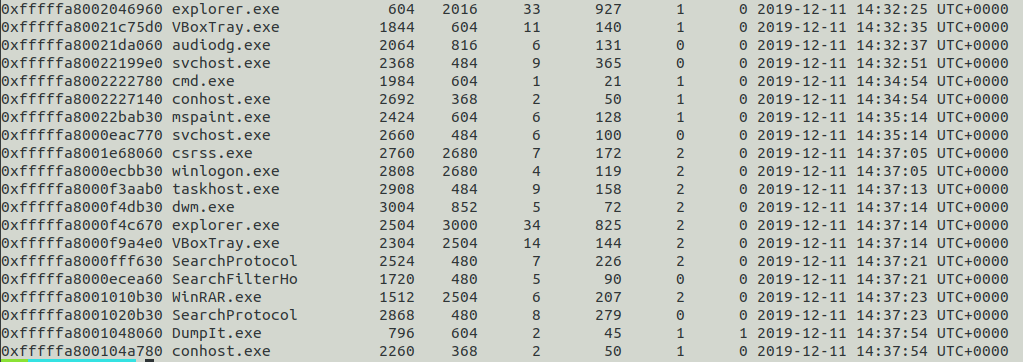 0xfffffa8002046960 explorer.exe 604 2016 33 927 1 0 2019-12-11 14:32:25 UTC+0000
0xfffffa80021c75d0 VBoxTray.exe 1844 604 11 140 1 0 2019-12-11 14:32:35 UTC+0000
0xfffffa80021da060 audiodg.exe 2064 816 6 131 0 0 2019-12-11 14:32:37 UTC+0000
0xfffffa80022199e0 svchost.exe 2368 484 9 365 0 0 2019-12-11 14:32:51 UTC+0000
0xfffffa8002222780 cmd.exe 1984 604 1 21 1 0 2019-12-11 14:34:54 UTC+0000
0xfffffa8002227140 conhost.exe 2692 368 2 50 1 0 2019-12-11 14:34:54 UTC+0000
0xfffffa80022bab30 mspaint.exe 2424 604 6 128 1 0 2019-12-11 14:35:14 UTC+0000
0xfffffa8000eac770 svchost.exe 2660 484 6 100 0 0 2019-12-11 14:35:14 UTC+0000
0xfffffa8001e68060 csrss.exe 2760 2680 7 172 2 0 2019-12-11 14:37:05 UTC+0000
0xfffffa8000ecbb30 winlogon.exe 2808 2680 4 119 2 0 2019-12-11 14:37:05 UTC+0000
0xfffffa8000f3aab0 taskhost.exe 2908 484 9 158 2 0 2019-12-11 14:37:13 UTC+0000
0xfffffa8000f4db30 dwm.exe 3004 852 5 72 2 0 2019-12-11 14:37:14 UTC+0000
0xfffffa8000f4c670 explorer.exe 2504 3000 34 825 2 0 2019-12-11 14:37:14 UTC+0000
0xfffffa8000f9a4e0 VBoxTray.exe 2304 2504 14 144 2 0 2019-12-11 14:37:14 UTC+0000
0xfffffa8000fff630 SearchProtocol 2524 480 7 226 2 0 2019-12-11 14:37:21 UTC+0000
0xfffffa8000ecea60 SearchFilterHo 1720 480 5 90 0 0 2019-12-11 14:37:21 UTC+0000
0xfffffa8001010b30 WinRAR.exe 1512 2504 6 207 2 0 2019-12-11 14:37:23 UTC+0000
0xfffffa8001020b30 SearchProtocol 2868 480 8 279 0 0 2019-12-11 14:37:23 UTC+0000
0xfffffa8001048060 DumpIt.exe 796 604 2 45 1 1 2019-12-11 14:37:54 UTC+0000
0xfffffa800104a780 conhost.exe 2260 368 2 50 1 0 2019-12-11 14:37:54 UTC+0000